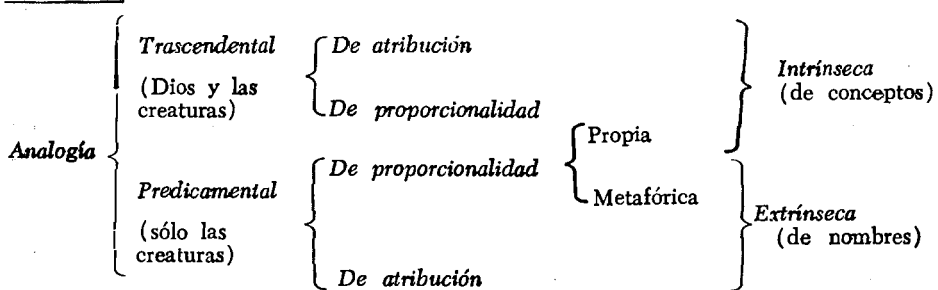 Analogía
Trascendental
(Dios y las
creaturas)
De atribución
De proporcionalidad
Predicamental
(sólo las
creaturas)
De proporcionalidad
Propia
Metafórica
De atribución
Intrínseca
(de conceptos)
Extrínseca
(de nombres)